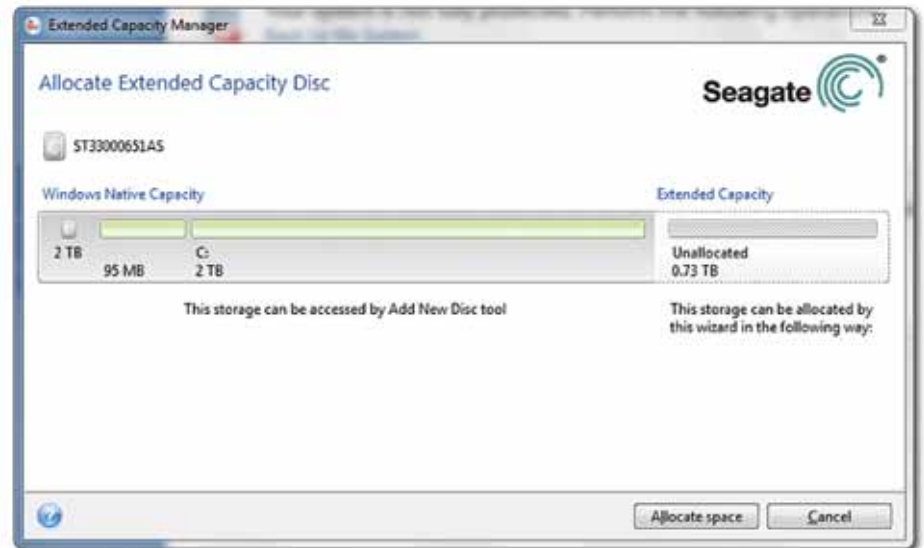 Extended Capacity Manager
Allocate Extended Capacity Disc
Seagate
ST33000651AS
Windows Native Capacity
Extended Capacity
2 TB
95 MB
C:
2 TB
Unallocated
0.73 TB
This storage can be accessed by Add New Disc tool
This storage can be allocated by
this wizard in the following way:
Allocate space
Cancel